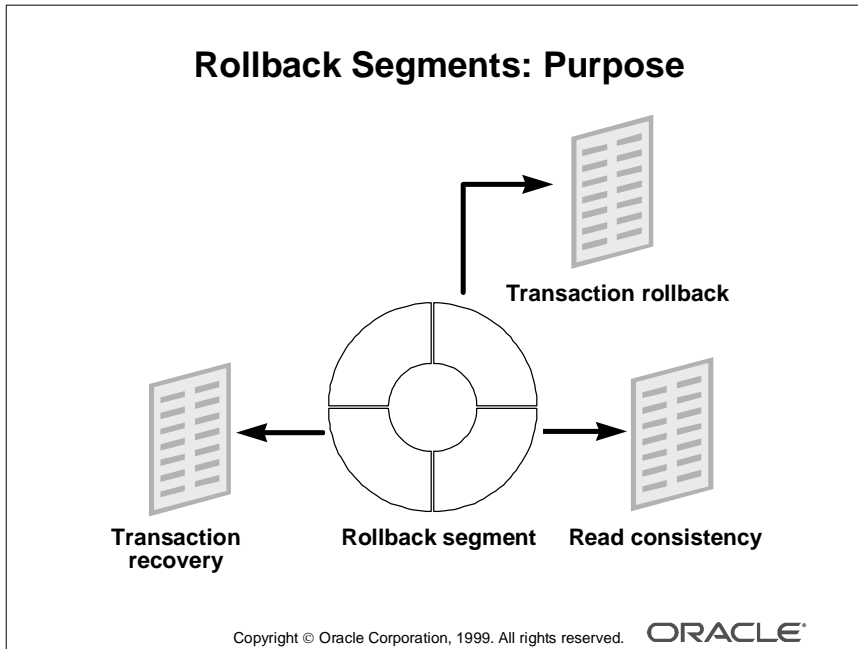 Rollback Segments: Purpose
Transaction rollback
Transaction
recovery
Rollback segment
Read consistency
Copyright © Oracle Corporation, 1999. All rights reserved.
ORACLE®